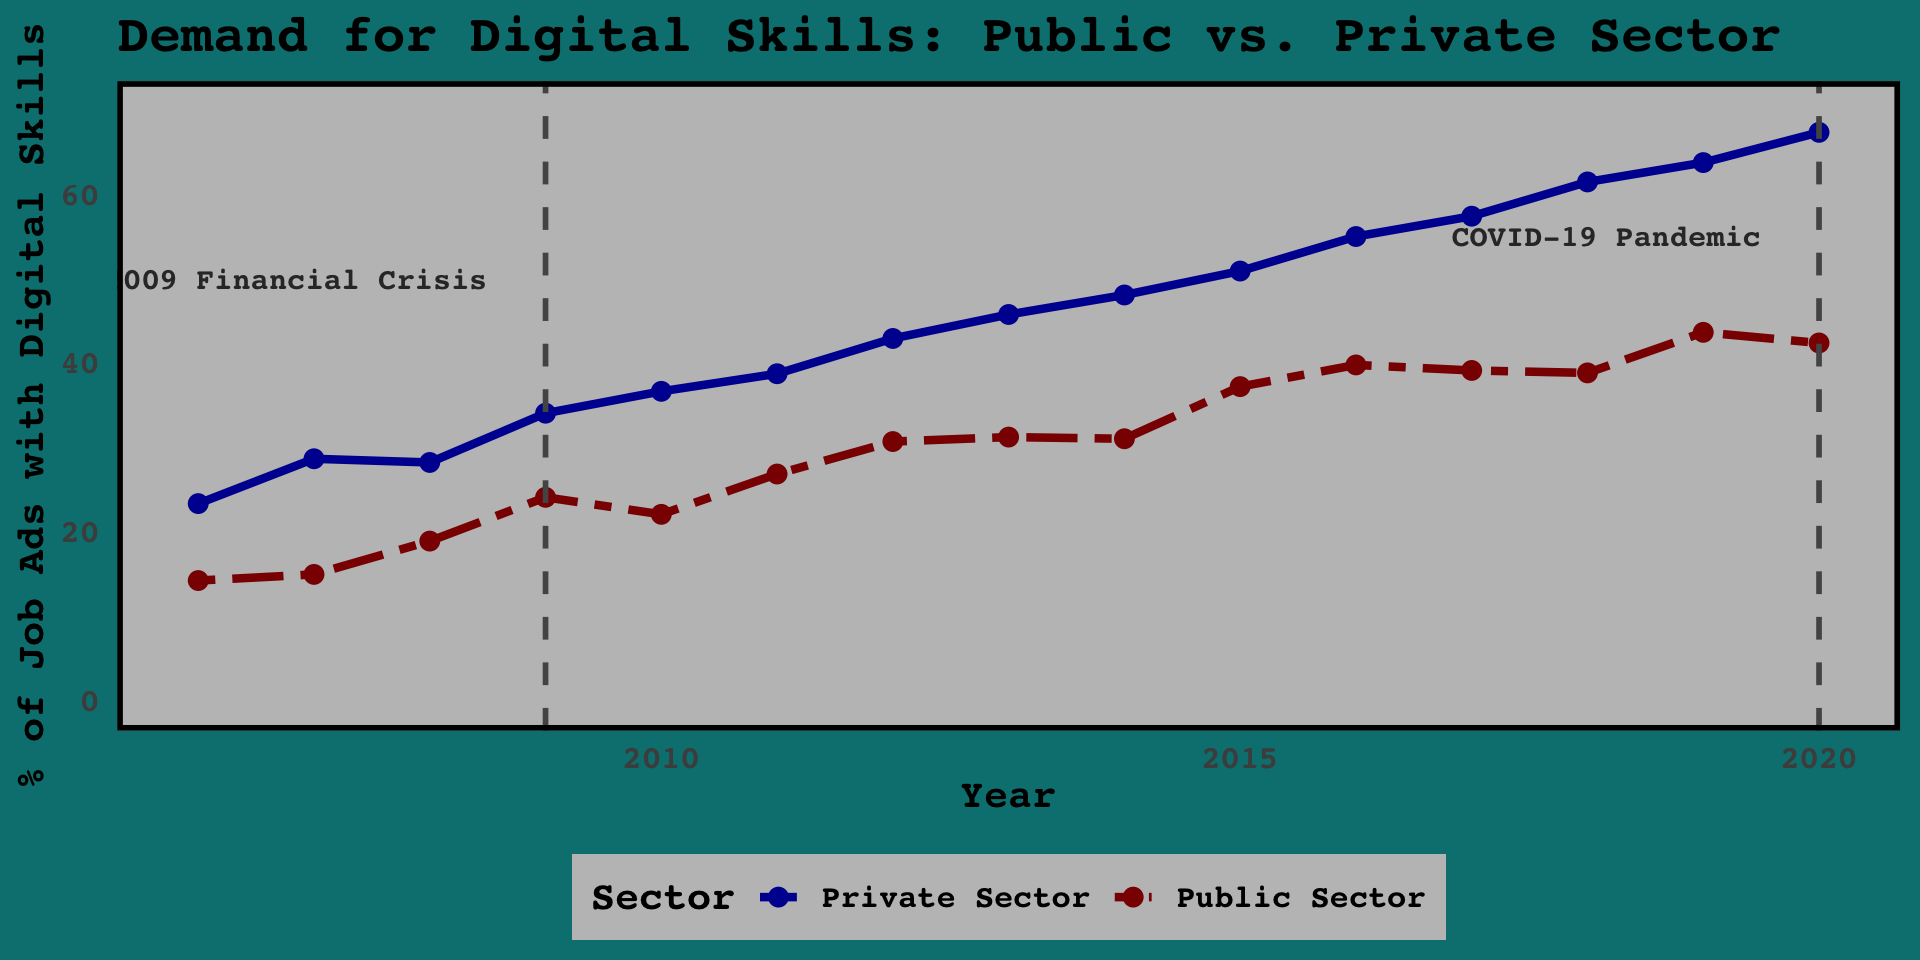 Demand for Digital Skills: Public vs. Private Sector
% of Job Ads with Digital Skills
60
40
20
0
009 Financial Crisis
COVID-19 Pandemic
2010
2015
2020
Year
Sector
Private Sector
Public Sector